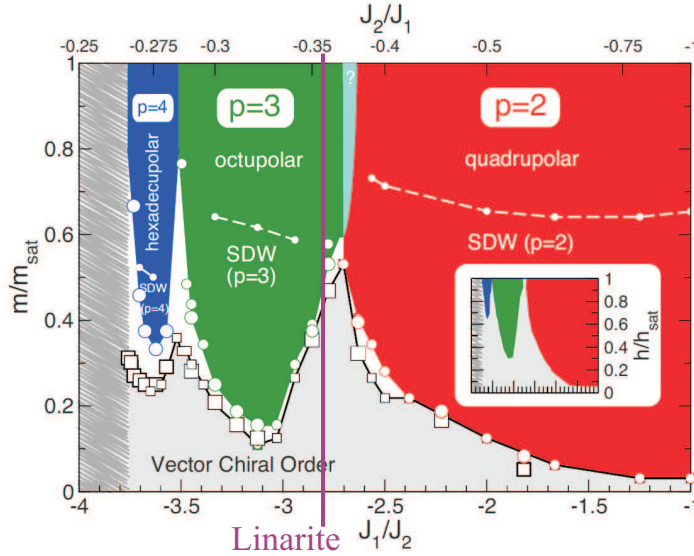 J₂/J₁
-0.25 -0.275 -0.3 -0.35 -0.4 -0.5 -0.75 -1
m/m_sat
1
0.8
0.6
0.4
0.2
0
p=4
p=3
?
p=2
hexadecupolar
octupolar
quadrupolar
SDW
(p=4)
SDW
(p=3)
SDW (p=2)
1
0.8
0.6
0.4
0.2
0
h/h_sat
Vector Chiral Order
-4 -3.5 -3 -2.5 -2 -1.5 -1
Linarite
J₁/J₂